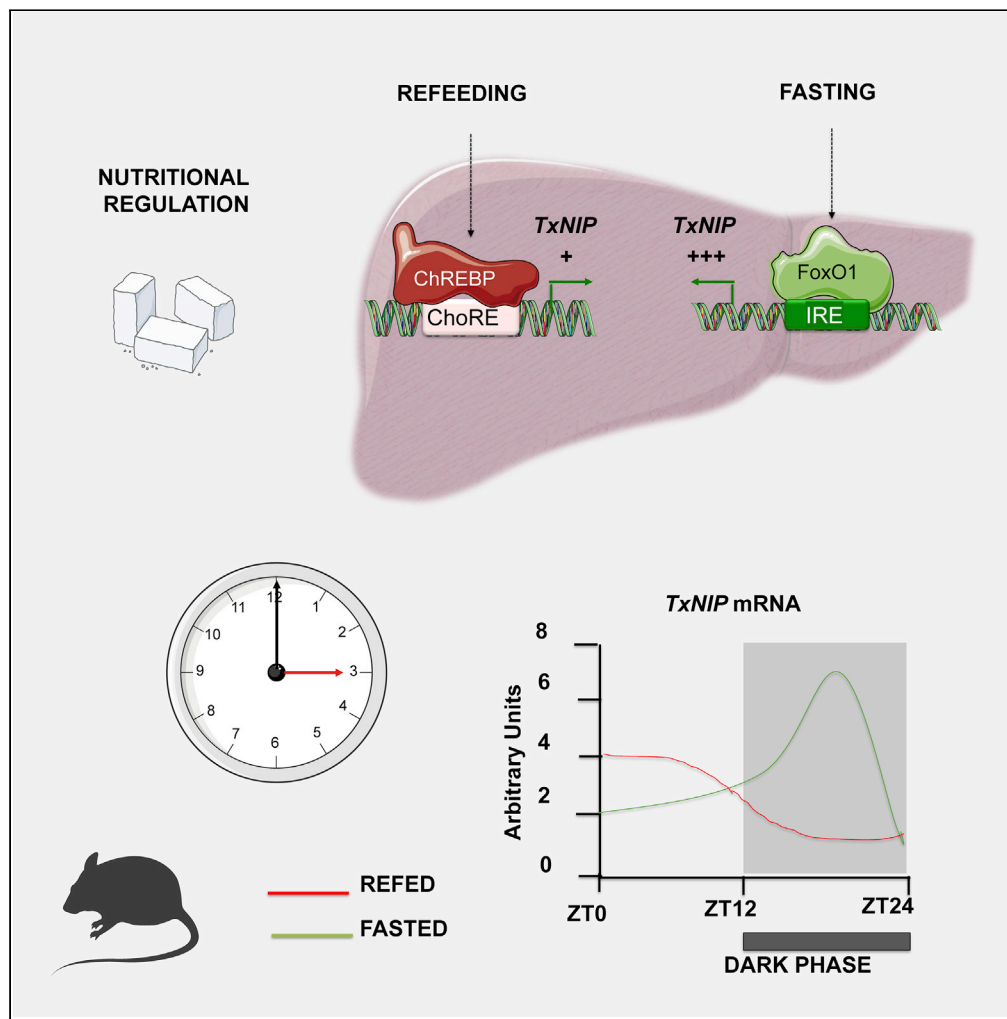 REFEEDING
FASTING
NUTRITIONAL
REGULATION
TxNIP
+
TxNIP
+++
ChREBP
ChoRE
FoxO1
IRE
12
1
2
3
4
5
6
7
8
9
10
11
TxNIP mRNA
Arbitrary Units
8
6
4
2
0
ZT0
ZT12
ZT24
DARK PHASE
REFED
FASTED